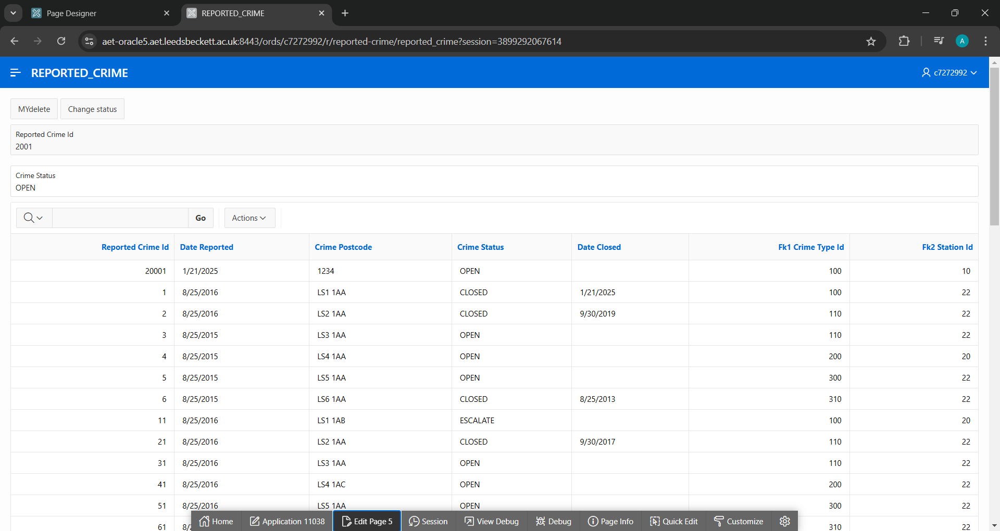 Page Designer
REPORTED_CRIME
aet-oracle5.aet.leedsbeckett.ac.uk:8443/ords/c7272992/r/reported-crime/reported_crime?session=3899292067614
A
REPORTED_CRIME
c7272992
MYdelete
Change status
Reported Crime Id
2001
Crime Status
OPEN
Go
Actions
Reported Crime Id Date Reported Crime Postcode Crime Status Date Closed Fk1 Crime Type Id Fk2 Station Id
20001 1/21/2025 1234 OPEN 100 10
1 8/25/2016 LS1 1AA CLOSED 1/21/2025 100 22
2 8/25/2016 LS2 1AA CLOSED 9/30/2019 110 22
3 8/25/2015 LS3 1AA OPEN 110 22
4 8/25/2015 LS4 1AA OPEN 200 20
5 8/25/2015 LS5 1AA OPEN 300 22
6 8/25/2015 LS6 1AA CLOSED 8/25/2013 310 22
11 8/25/2016 LS1 1AB ESCALATE 100 20
21 8/25/2016 LS2 1AA CLOSED 9/30/2017 110 22
31 8/25/2016 LS3 1AA OPEN 110 22
41 8/25/2016 LS4 1AC OPEN 200 22
51 8/25/2016 LS5 1AA OPEN 300 22
61 8/ 310 22
Home
Application 11038
Edit Page 5
Session
View Debug
Debug
Page Info
Quick Edit
Customize